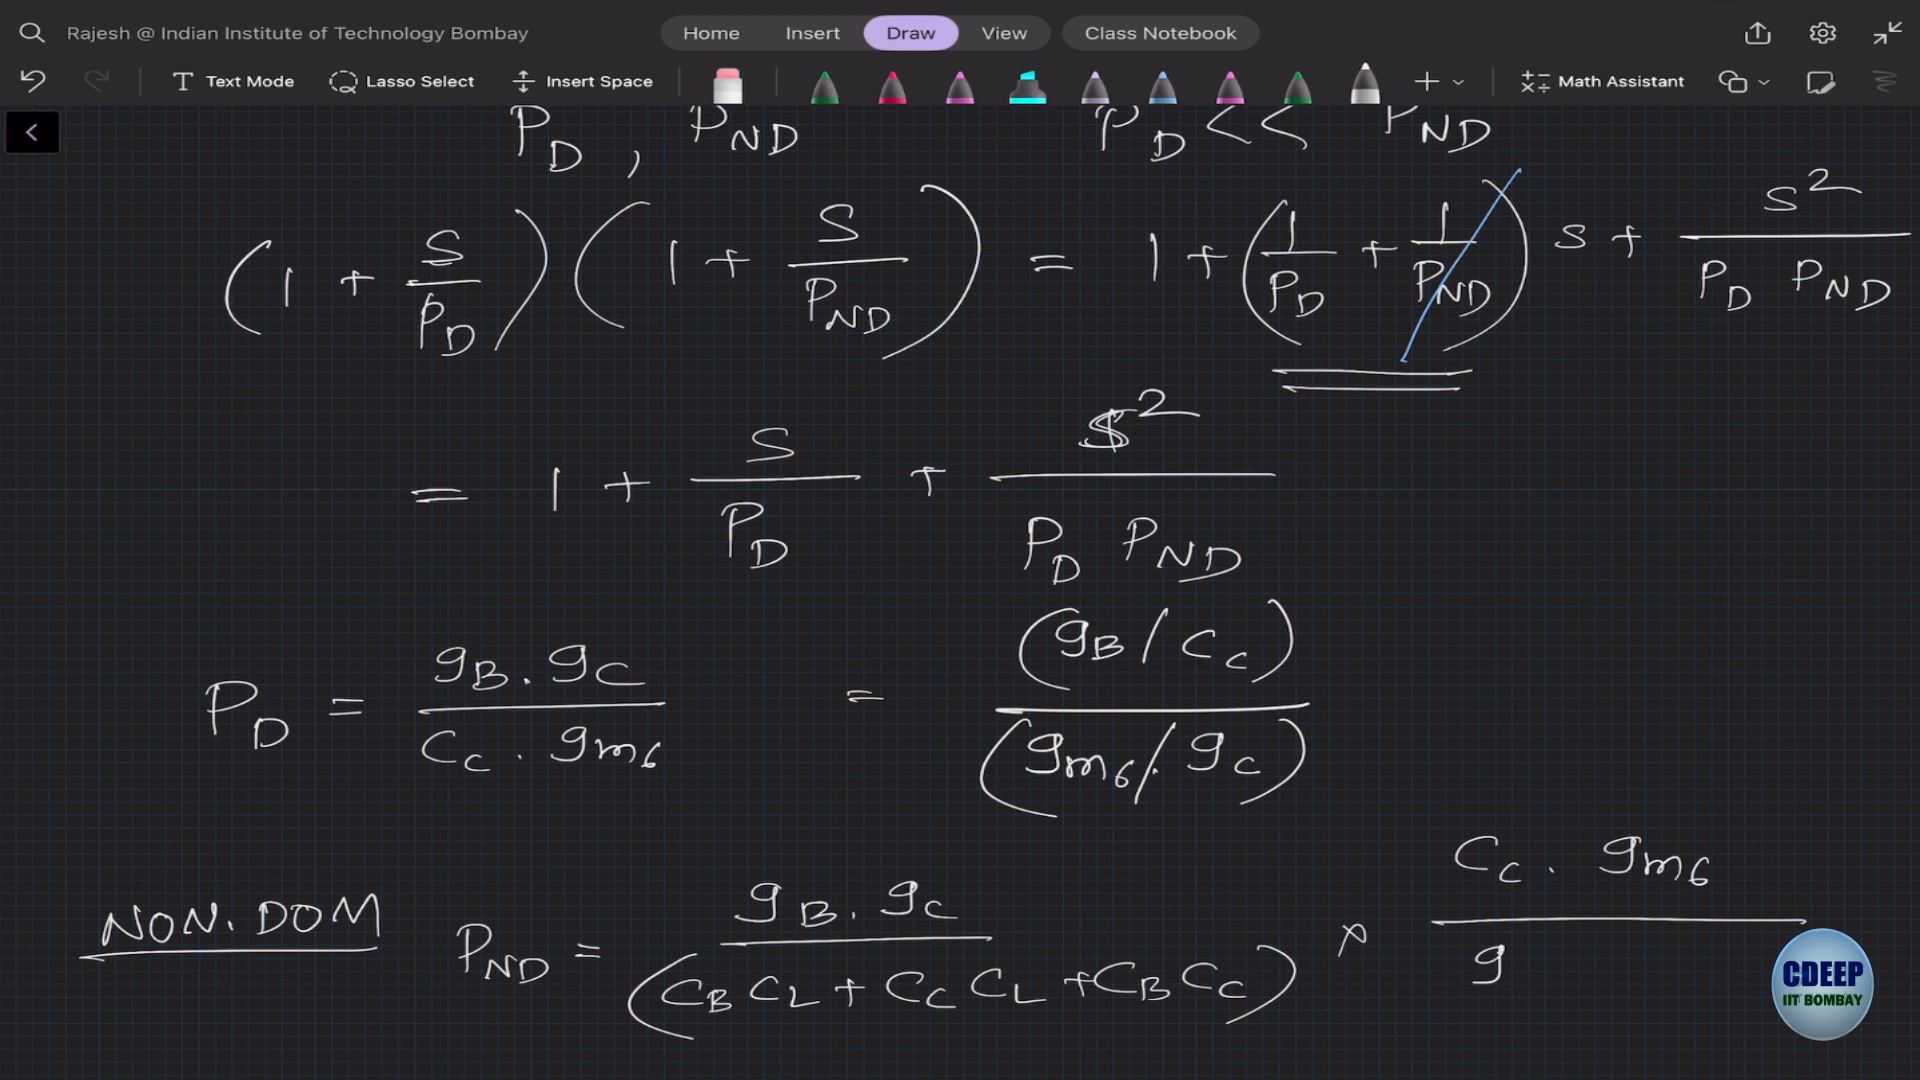 Rajesh @ Indian Institute of Technology Bombay Home Insert Draw View Class Notebook
Text Mode Lasso Select Insert Space Math Assistant
P_D , P_ND P_D << P_ND
(1 + S/P_D) (1 + S/P_ND) = 1 + (1/P_D + 1/P_ND) s + s²/(P_D P_ND)
= 1 + S/P_D + s²/(P_D P_ND)
P_D = (g_B . g_C)/(C_C . g_m6) = (g_B / C_C)/(g_m6 / g_C)
NON. DOM P_ND = (g_B . g_C)/(C_B C_L + C_C C_L + C_B C_C) × (C_C . g_m6)/g
CDEEP
IIT BOMBAY